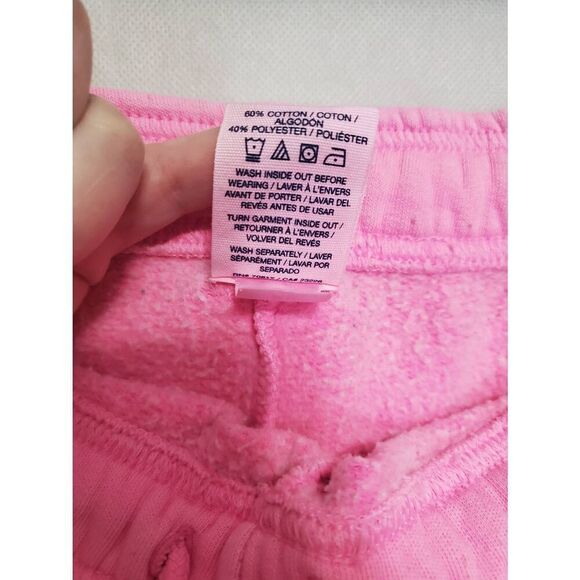 60% COTTON / COTON /
ALGODÓN
40% POLYESTER / POLIÉSTER
WASH INSIDE OUT BEFORE
WEARING / LAVER À L'ENVERS
AVANT DE PORTER / LAVAR DEL
REVÉS ANTES DE USAR
TURN GARMENT INSIDE OUT /
RETOURNER À L'ENVERS /
VOLVER DEL REVÉS
WASH SEPARATELY / LAVER
SÉPARÉMENT / LAVAR POR
SEPARADO
RN# / CA#